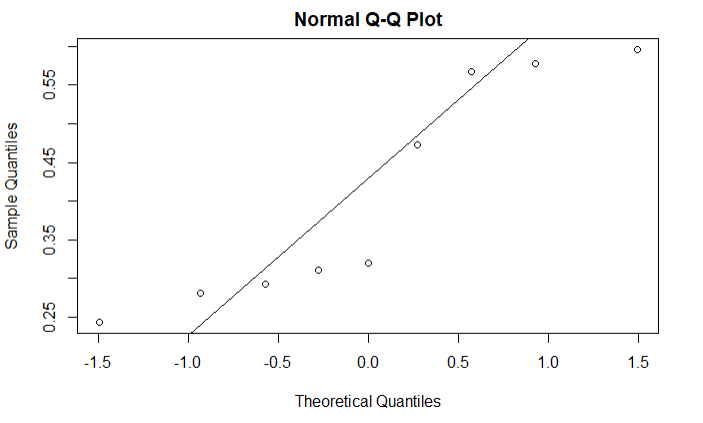 Normal Q-Q Plot
Sample Quantiles
0.55
0.45
0.35
0.25
-1.5 -1.0 -0.5 0.0 0.5 1.0 1.5
Theoretical Quantiles